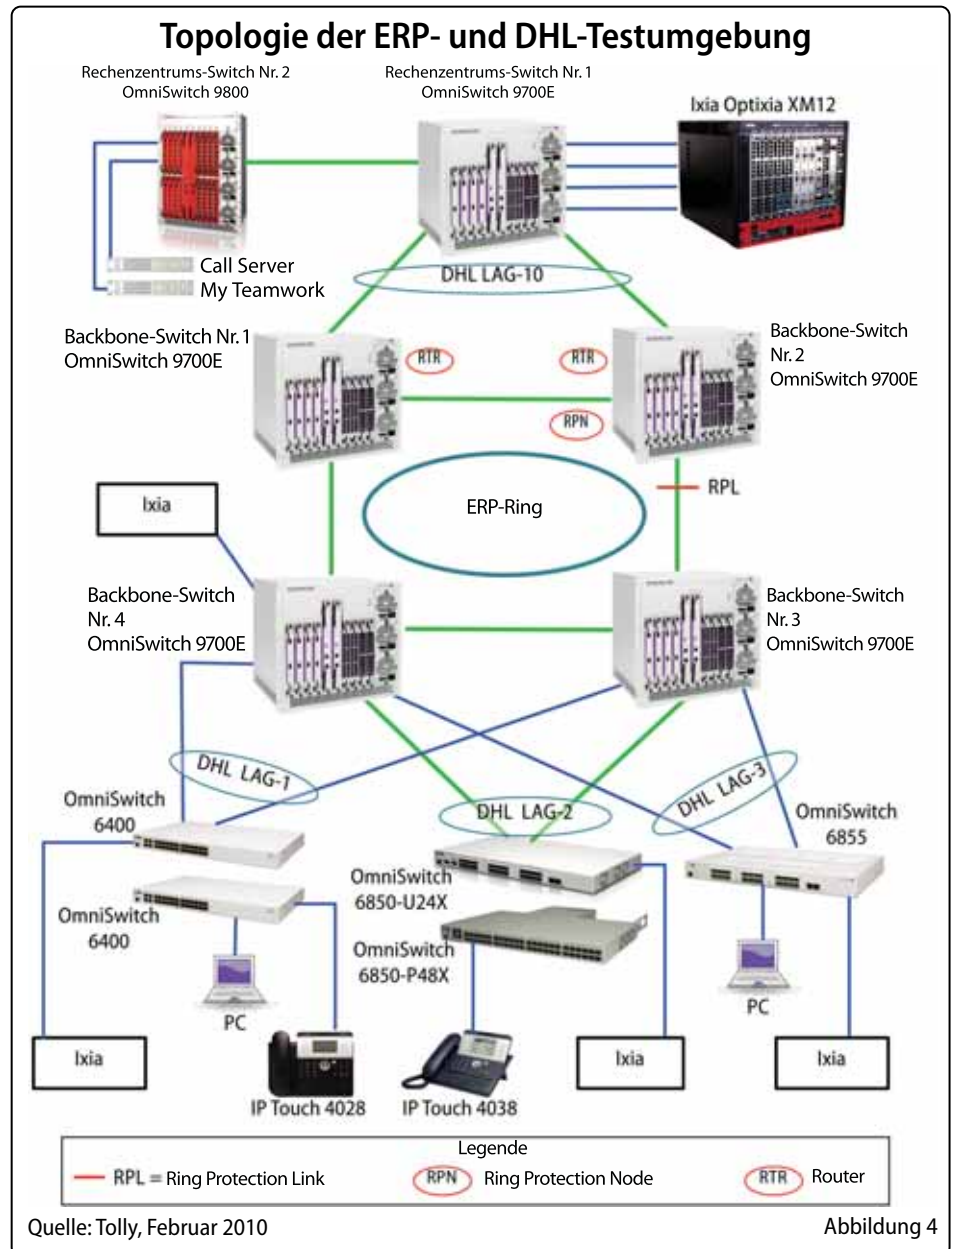 Topologie der ERP- und DHL-Testumgebung
Rechenzentrums-Switch Nr. 2
OmniSwitch 9800
Rechenzentrums-Switch Nr. 1
OmniSwitch 9700E
Ixia Optixia XM12
Call Server
My Teamwork
DHL LAG-10
Backbone-Switch Nr. 1
OmniSwitch 9700E
RTR
RTR
Backbone-Switch
Nr. 2
OmniSwitch 9700E
RPN
RPL
ERP-Ring
Ixia
Backbone-Switch
Nr. 4
OmniSwitch 9700E
Backbone-Switch
Nr. 3
OmniSwitch 9700E
DHL LAG-1
DHL LAG-2
DHL LAG-3
OmniSwitch
6400
OmniSwitch
6855
OmniSwitch
6850-U24X
OmniSwitch
6400
OmniSwitch
6850-P48X
PC
PC
Ixia
Ixia
Ixia
IP Touch 4028
IP Touch 4038
Legende
RPL = Ring Protection Link
RPN Ring Protection Node
RTR Router
Quelle: Tolly, Februar 2010
Abbildung 4